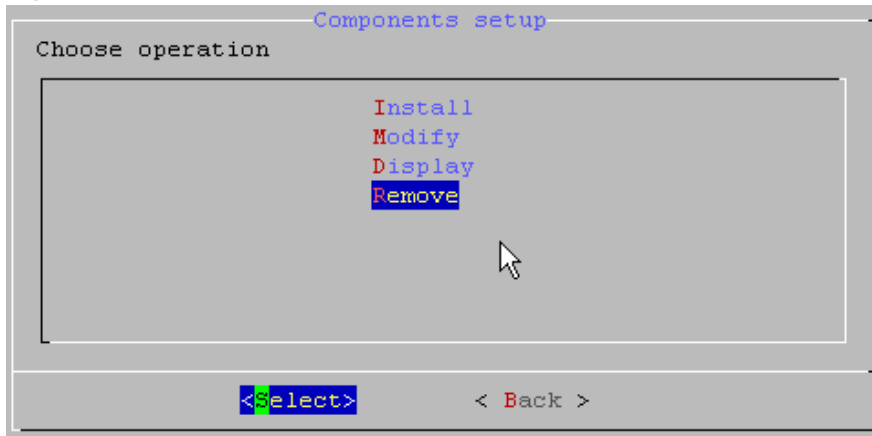 Components setup
Choose operation
Install
Modify
Display
Remove
<Select> < Back >